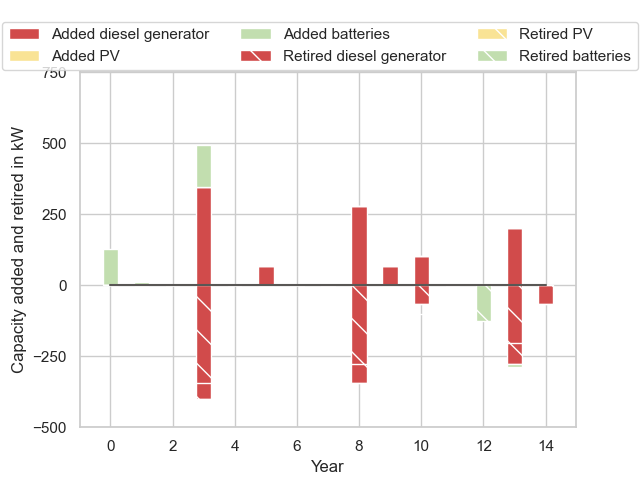 Added diesel generator
Added PV
Added batteries
Retired diesel generator
Retired PV
Retired batteries
750
500
250
0
−250
−500
Capacity added and retired in kW
0 2 4 6 8 10 12 14
Year